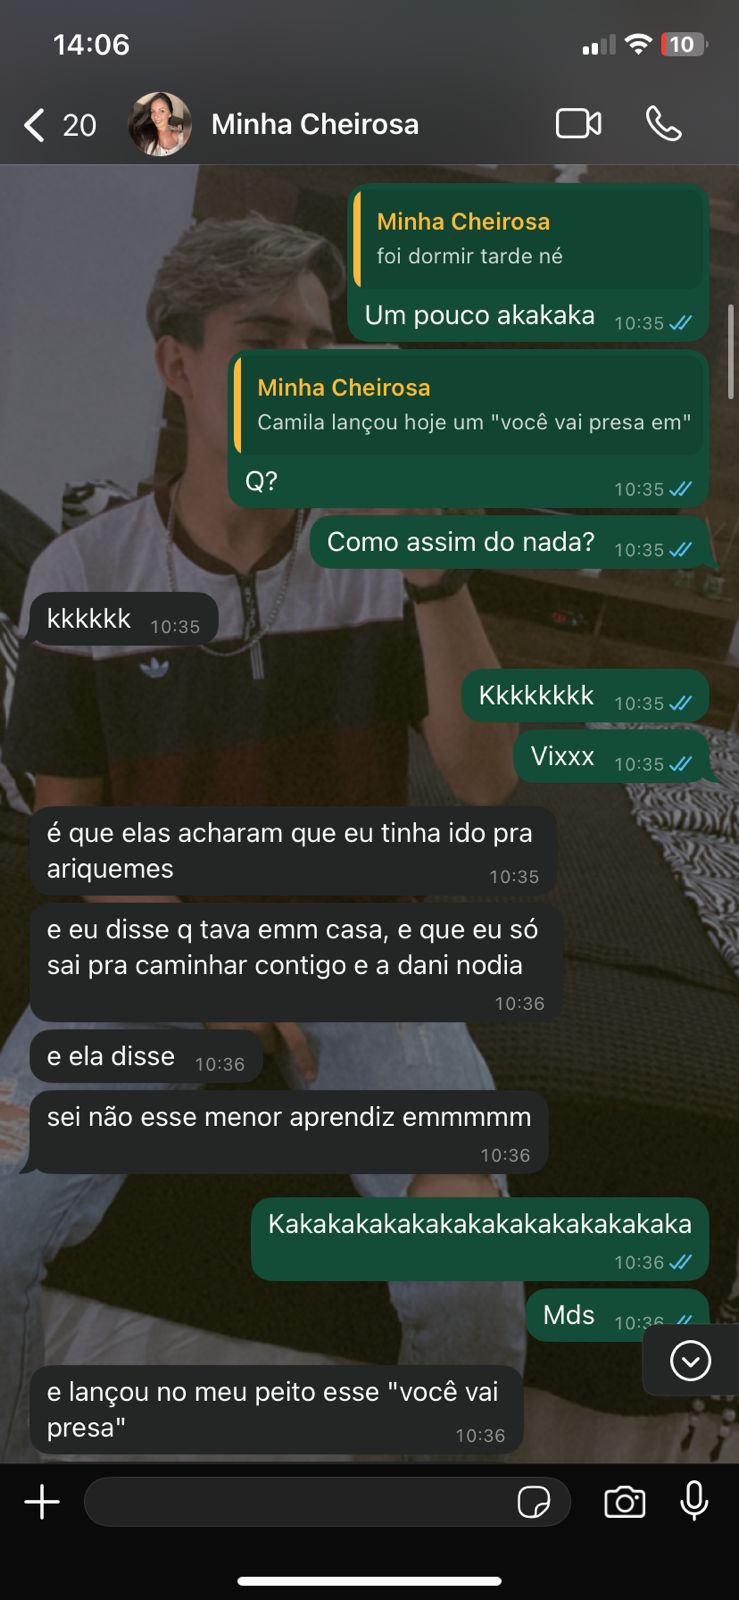 14:06
10
20
Minha Cheirosa
Minha Cheirosa
foi dormir tarde né
Um pouco akakaka 10:35
Minha Cheirosa
Camila lançou hoje um "você vai presa em"
Q? 10:35
Como assim do nada? 10:35
kkkkkk 10:35
Kkkkkkkk 10:35
Vixxx 10:35
é que elas acharam que eu tinha ido pra
ariquemes 10:35
e eu disse q tava emm casa, e que eu só
sai pra caminhar contigo e a dani nodia
10:36
e ela disse 10:36
sei não esse menor aprendiz emmmmm
10:36
Kakakakakakakakakakakakakakaka
10:36
Mds 10:36
e lançou no meu peito esse "você vai
presa" 10:36